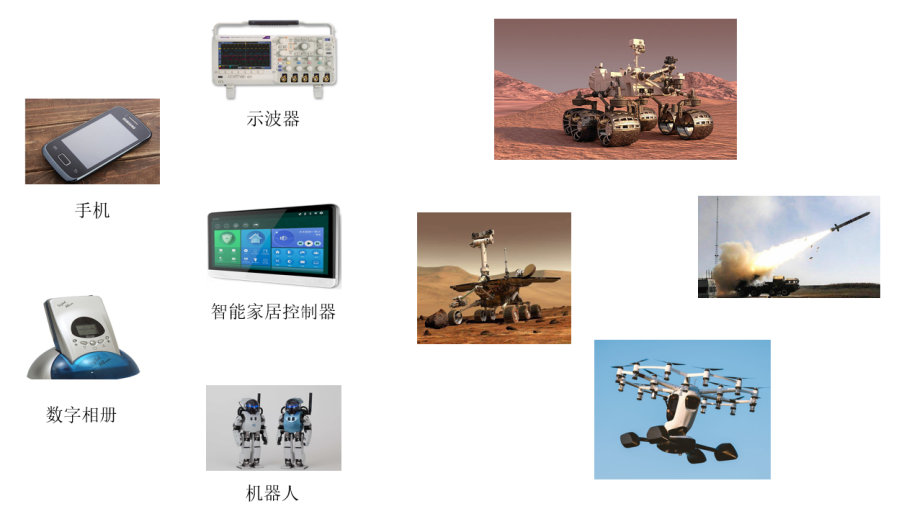 示波器
手机
智能家居控制器
数字相册
机器人